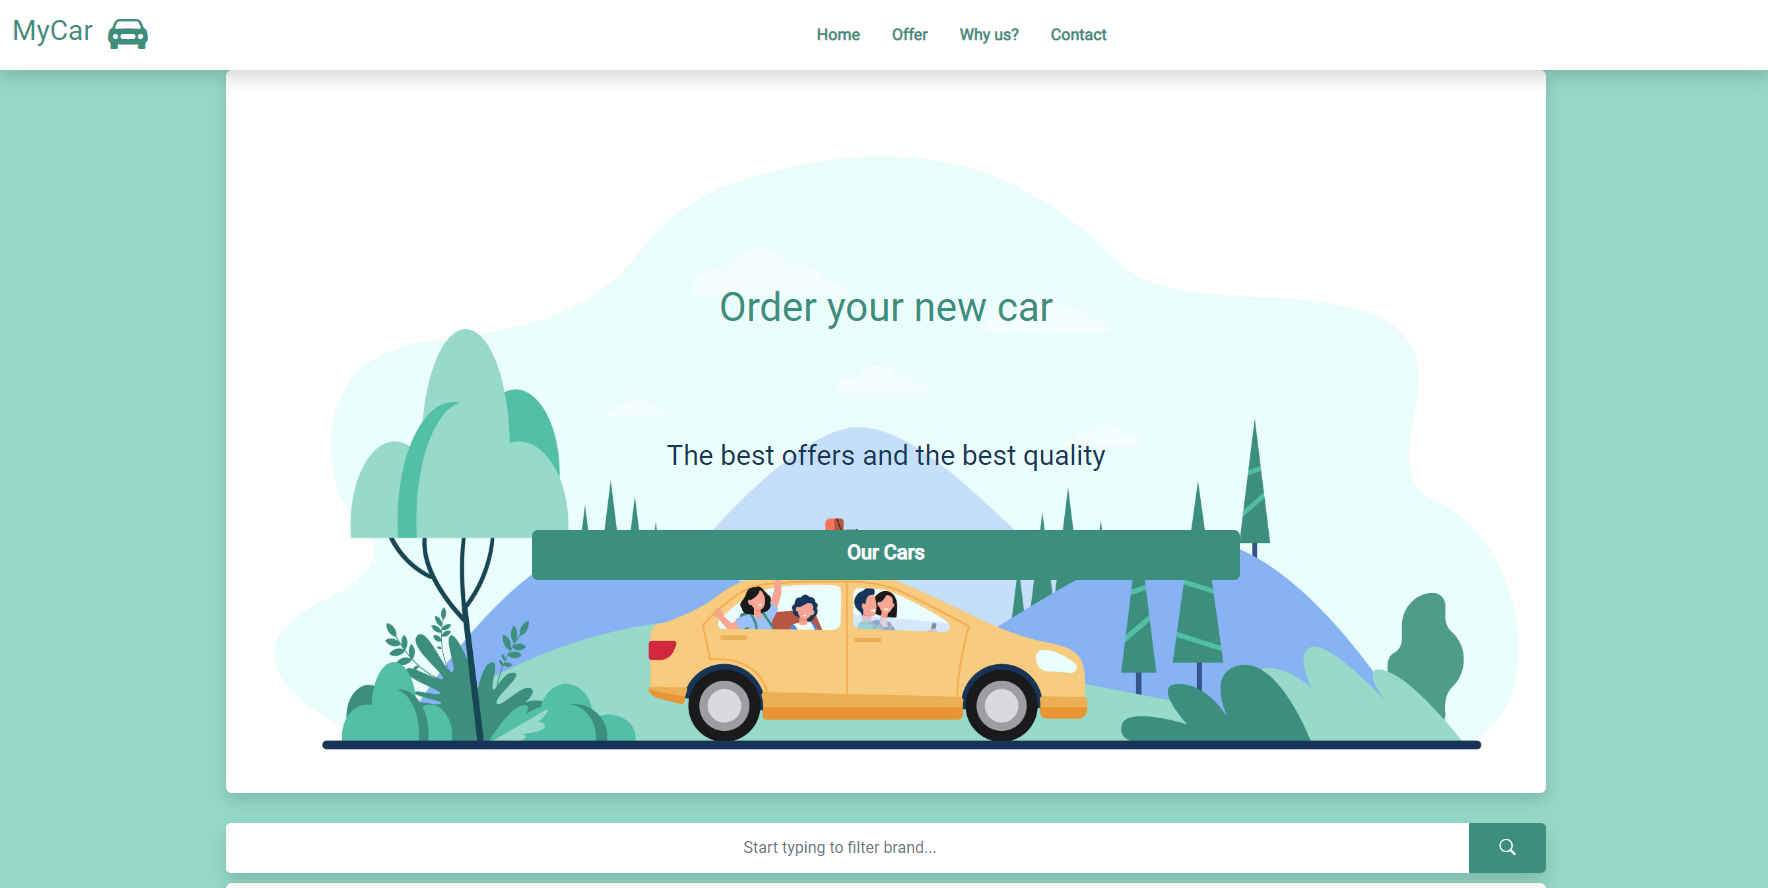 MyCar
Home Offer Why us? Contact
Order your new car
The best offers and the best quality
Our Cars
Start typing to filter brand...